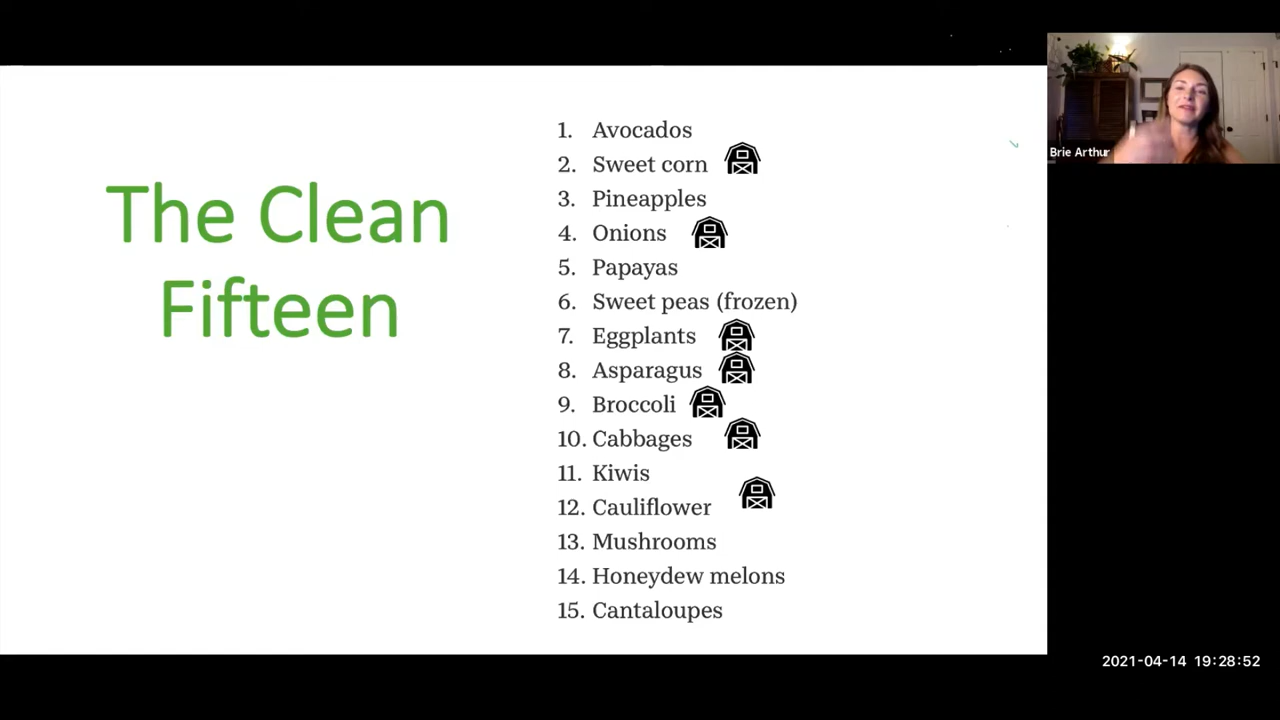 The Clean
Fifteen
1. Avocados
2. Sweet corn
3. Pineapples
4. Onions
5. Papayas
6. Sweet peas (frozen)
7. Eggplants
8. Asparagus
9. Broccoli
10. Cabbages
11. Kiwis
12. Cauliflower
13. Mushrooms
14. Honeydew melons
15. Cantaloupes
Brie Arthur
2021-04-14 19:28:52